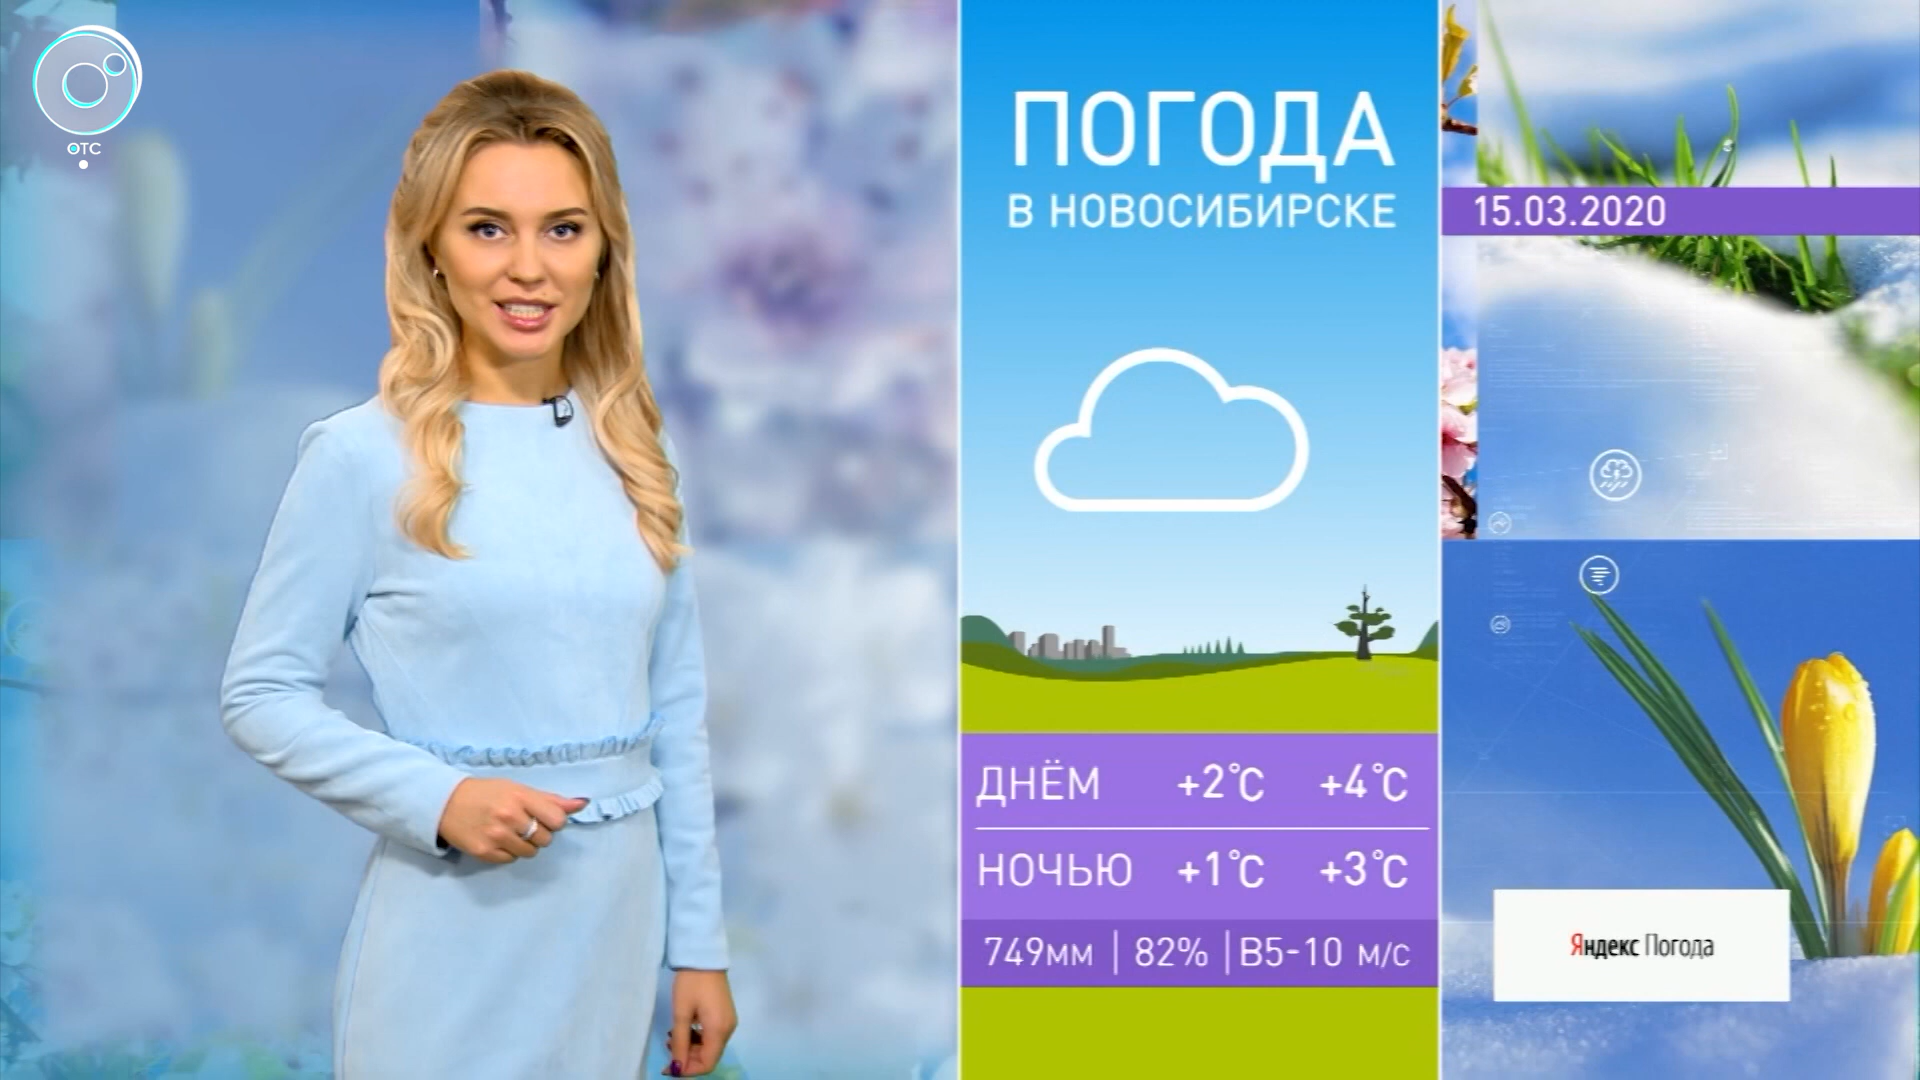 ОТС
ПОГОДА
В НОВОСИБИРСКЕ
15.03.2020
ДНЁМ +2°C +4°C
НОЧЬЮ +1°C +3°C
749мм | 82% | В5-10 м/с
Яндекс Погода